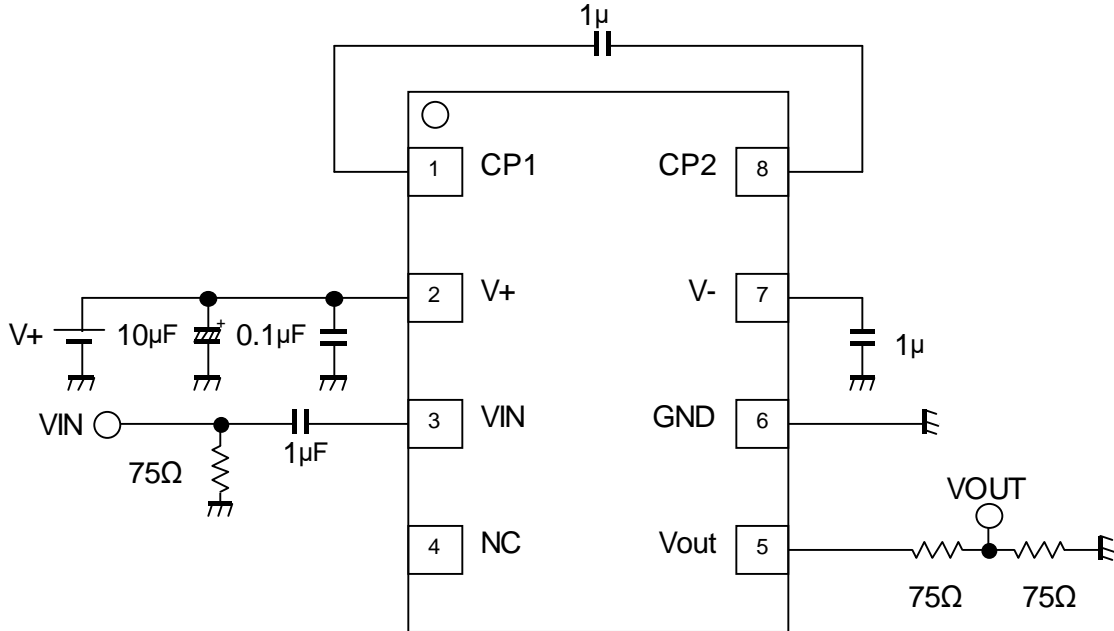 1µ
1 CP1 CP2 8
2 V+ V- 7
V+ 10µF + 0.1µF 1µ
VIN 1µF 3 VIN GND 6
75Ω
VOUT
4 NC Vout 5
75Ω 75Ω